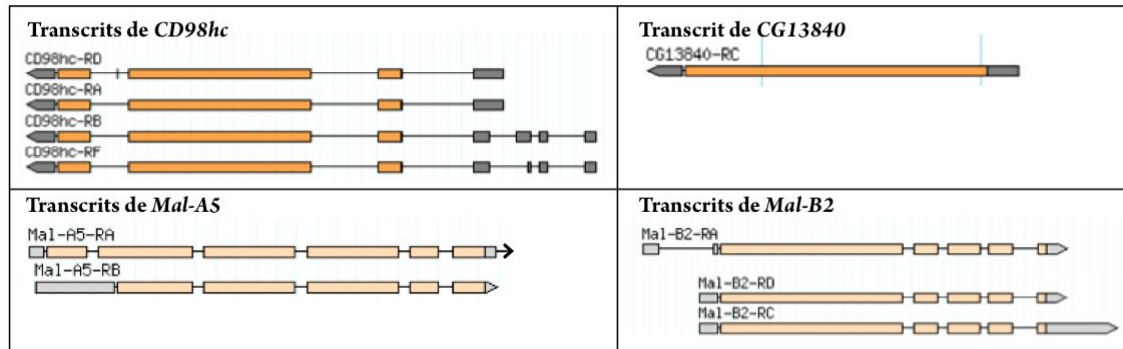 Transcrits de CD98hc
CD98hc-RD
CD98hc-RA
CD98hc-RB
CD98hc-RF
Transcrit de CG13840
CG13840-RC
Transcrits de Mal-A5
Mal-A5-RA
Mal-A5-RB
Transcrits de Mal-B2
Mal-B2-RA
Mal-B2-RD
Mal-B2-RC